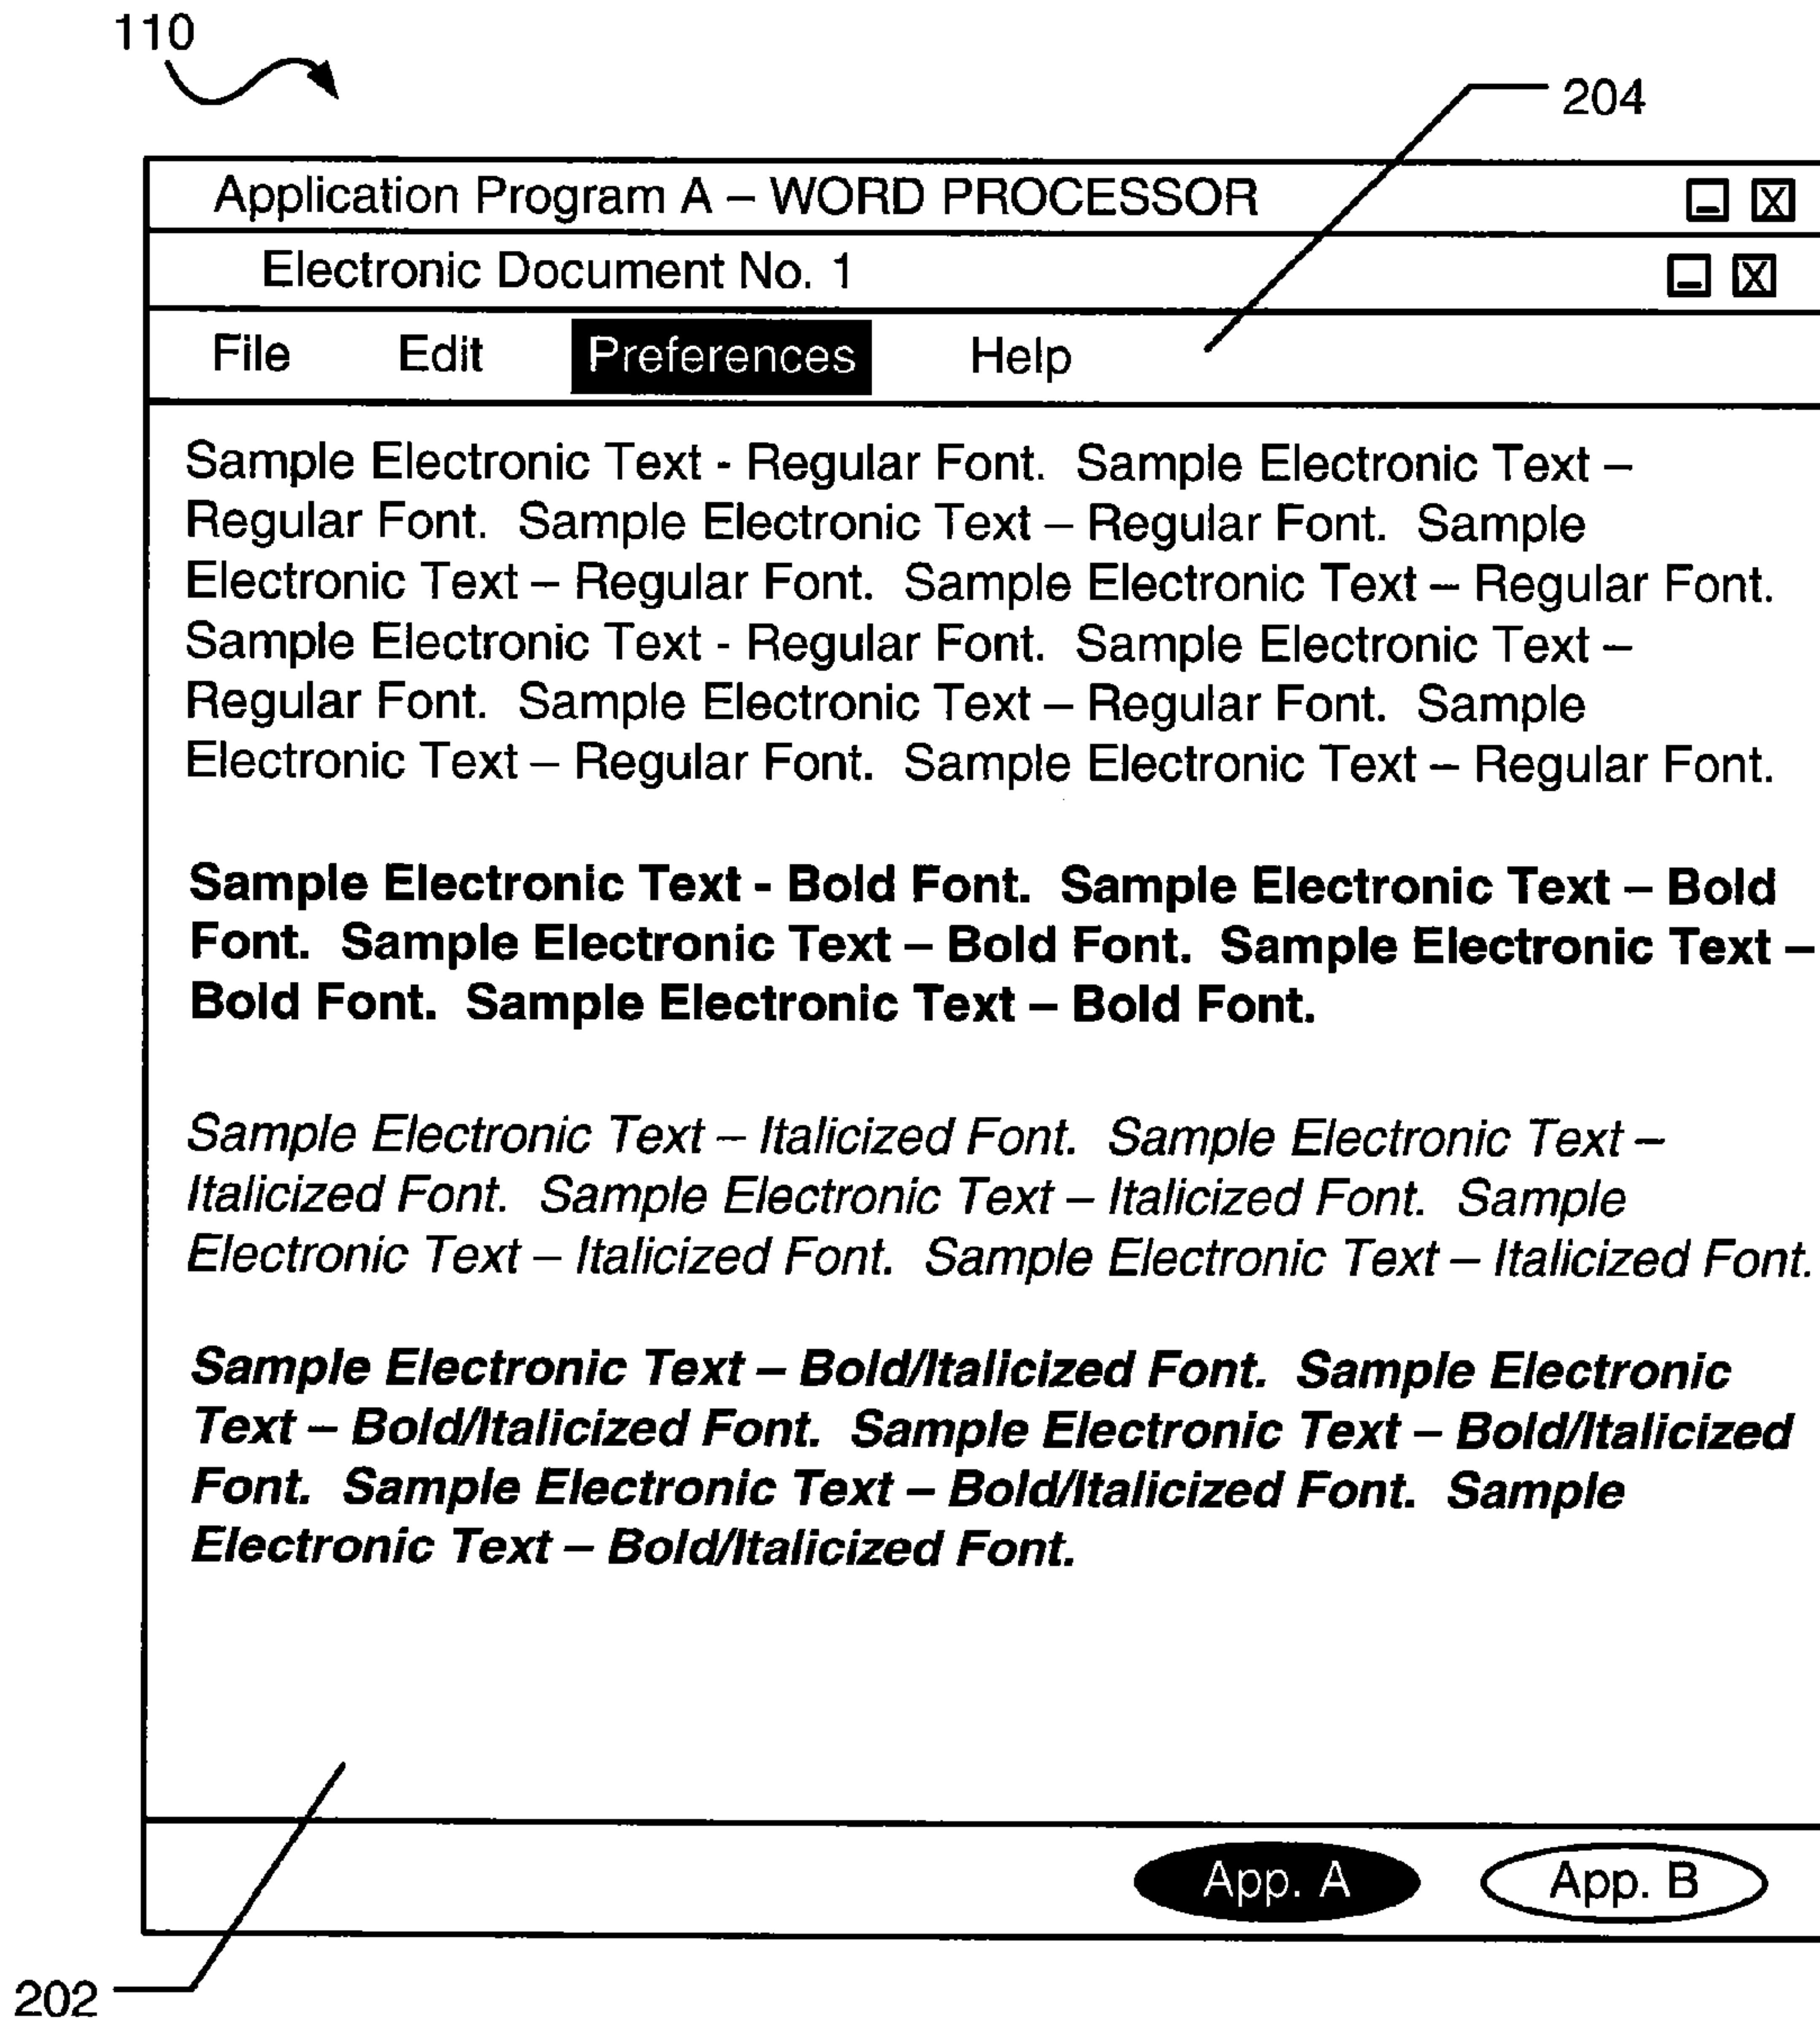 110
204
Application Program A – WORD PROCESSOR
Electronic Document No. 1
File Edit Preferences Help
Sample Electronic Text - Regular Font. Sample Electronic Text –
Regular Font. Sample Electronic Text – Regular Font. Sample
Electronic Text – Regular Font. Sample Electronic Text – Regular Font.
Sample Electronic Text - Regular Font. Sample Electronic Text –
Regular Font. Sample Electronic Text – Regular Font. Sample
Electronic Text – Regular Font. Sample Electronic Text – Regular Font.
Sample Electronic Text - Bold Font. Sample Electronic Text – Bold
Font. Sample Electronic Text – Bold Font. Sample Electronic Text –
Bold Font. Sample Electronic Text – Bold Font.
Sample Electronic Text – Italicized Font. Sample Electronic Text –
Italicized Font. Sample Electronic Text – Italicized Font. Sample
Electronic Text – Italicized Font. Sample Electronic Text – Italicized Font.
Sample Electronic Text – Bold/Italicized Font. Sample Electronic
Text – Bold/Italicized Font. Sample Electronic Text – Bold/Italicized
Font. Sample Electronic Text – Bold/Italicized Font. Sample
Electronic Text – Bold/Italicized Font.
App. A App. B
202